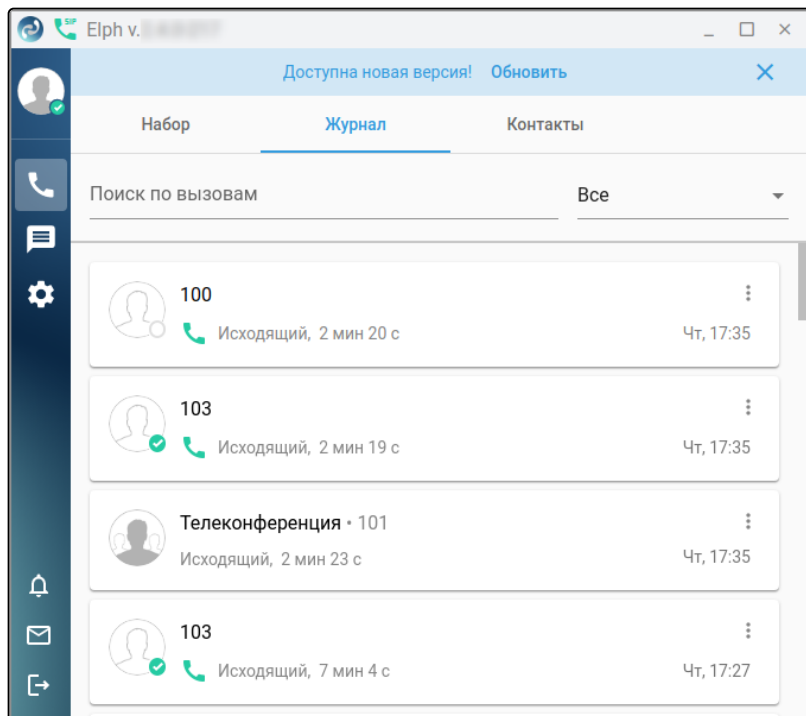 SIP Elph v.
Доступна новая версия! Обновить
Набор Журнал Контакты
Поиск по вызовам Все
100
Исходящий, 2 мин 20 с Чт, 17:35
103
Исходящий, 2 мин 19 с Чт, 17:35
Телеконференция • 101
Исходящий, 2 мин 23 с Чт, 17:35
103
Исходящий, 7 мин 4 с Чт, 17:27